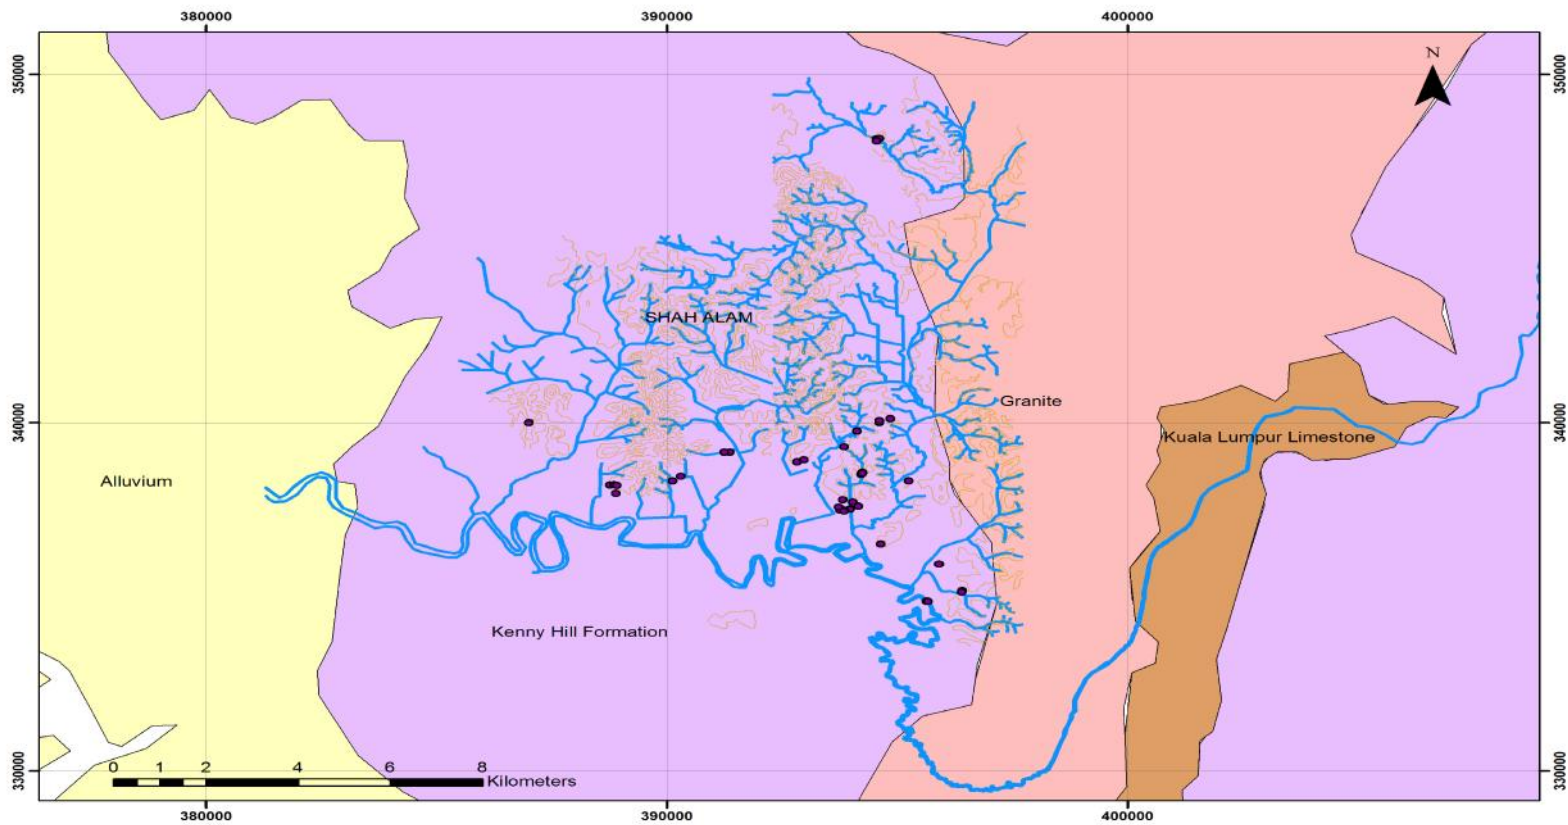 380000 390000 400000
N
350000 350000
SHAH ALAM
Granite
340000 340000
Kuala Lumpur Limestone
Alluvium
Kenny Hill Formation
330000 330000
0 1 2 4 6 8
Kilometers
380000 390000 400000